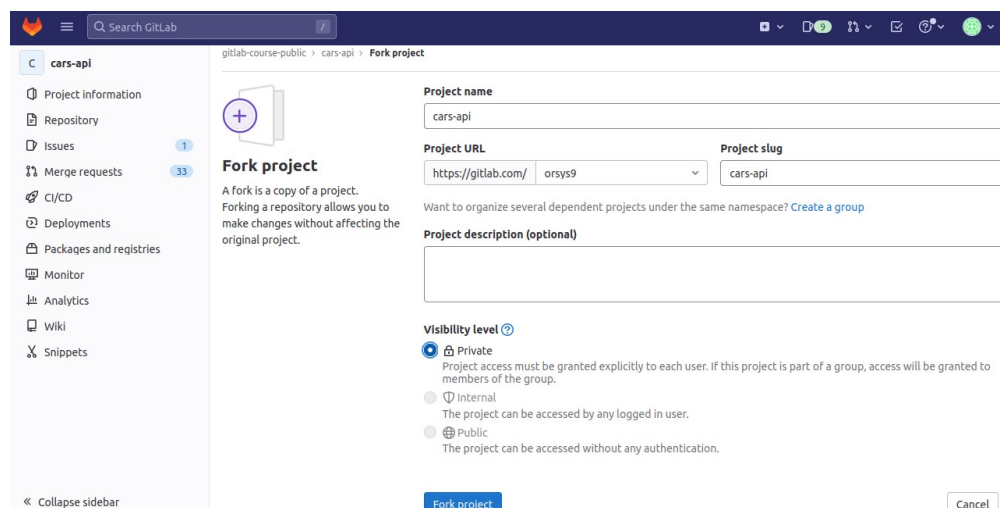 Search GitLab
/
9
C cars-api
Project information
Repository
Issues 1
Merge requests 33
CI/CD
Deployments
Packages and registries
Monitor
Analytics
Wiki
Snippets
Collapse sidebar
gitlab-course-public > cars-api > Fork project
Fork project
A fork is a copy of a project.
Forking a repository allows you to
make changes without affecting the
original project.
Project name
cars-api
Project URL Project slug
https://gitlab.com/ orsys9 cars-api
Want to organize several dependent projects under the same namespace? Create a group
Project description (optional)
Visibility level
Private
Project access must be granted explicitly to each user. If this project is part of a group, access will be granted to
members of the group.
Internal
The project can be accessed by any logged in user.
Public
The project can be accessed without any authentication.
Fork project Cancel